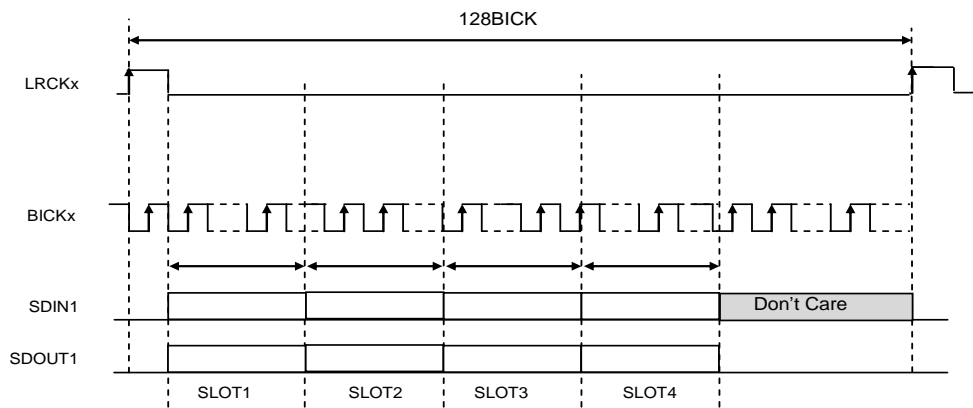 128BICK
LRCKx
BICKx
SDIN1
Don't Care
SDOUT1
SLOT1 SLOT2 SLOT3 SLOT4